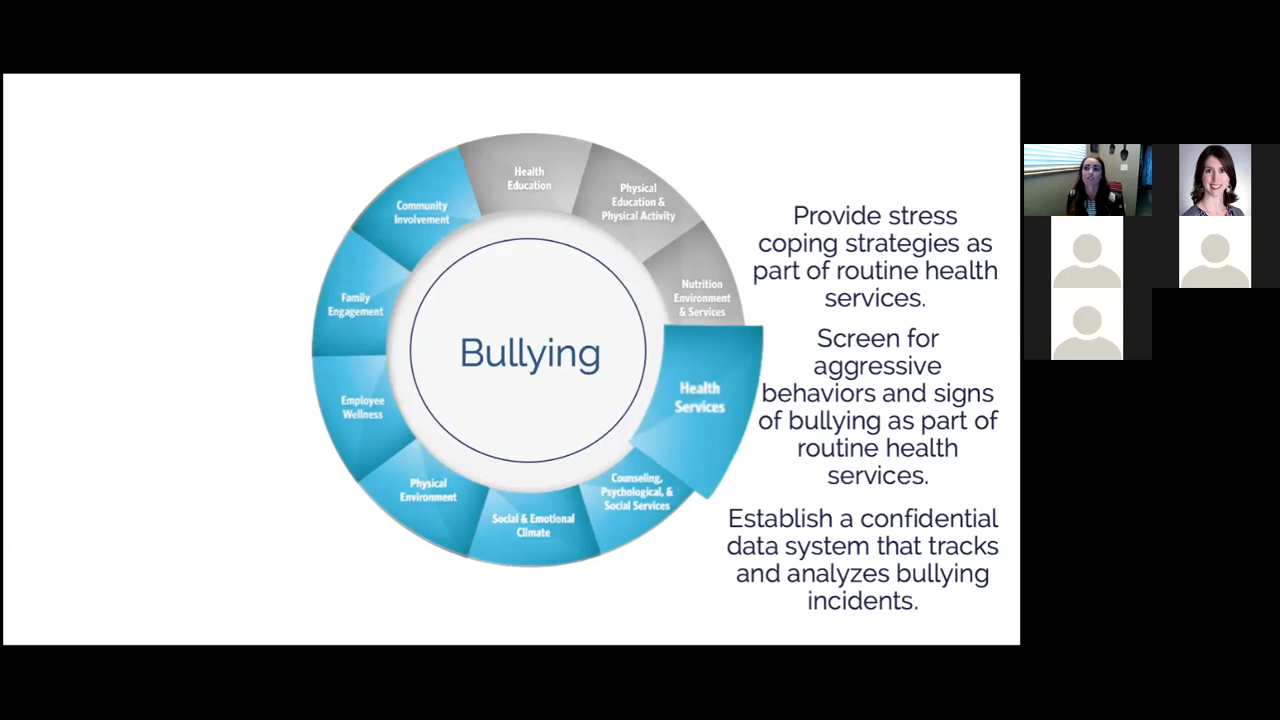 Health
Education
Physical
Education &
Physical Activity
Nutrition
Environment
& Services
Health
Services
Counseling,
Psychological, &
Social Services
Social & Emotional
Climate
Physical
Environment
Employee
Wellness
Family
Engagement
Community
Involvement
Bullying
Provide stress
coping strategies as
part of routine health
services.
Screen for
aggressive
behaviors and signs
of bullying as part of
routine health
services.
Establish a confidential
data system that tracks
and analyzes bullying
incidents.